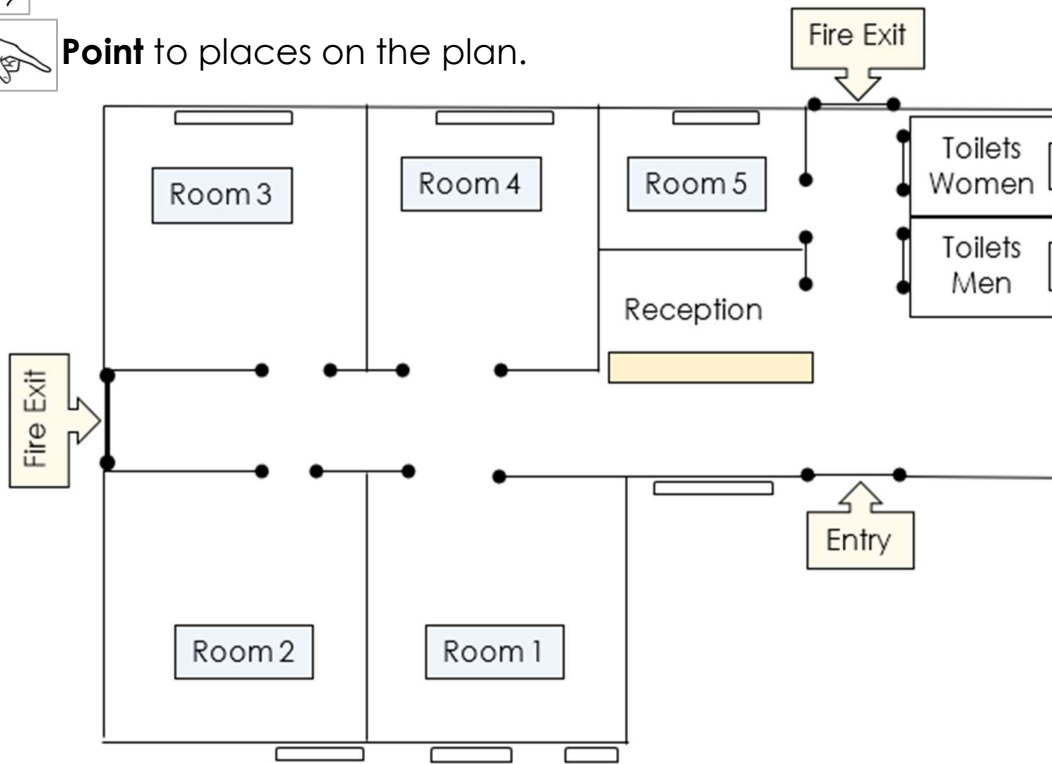 Point to places on the plan.
Fire Exit
Room 3
Room 4
Room 5
Toilets
Women
Toilets
Men
Reception
Fire Exit
Entry
Room 2
Room 1